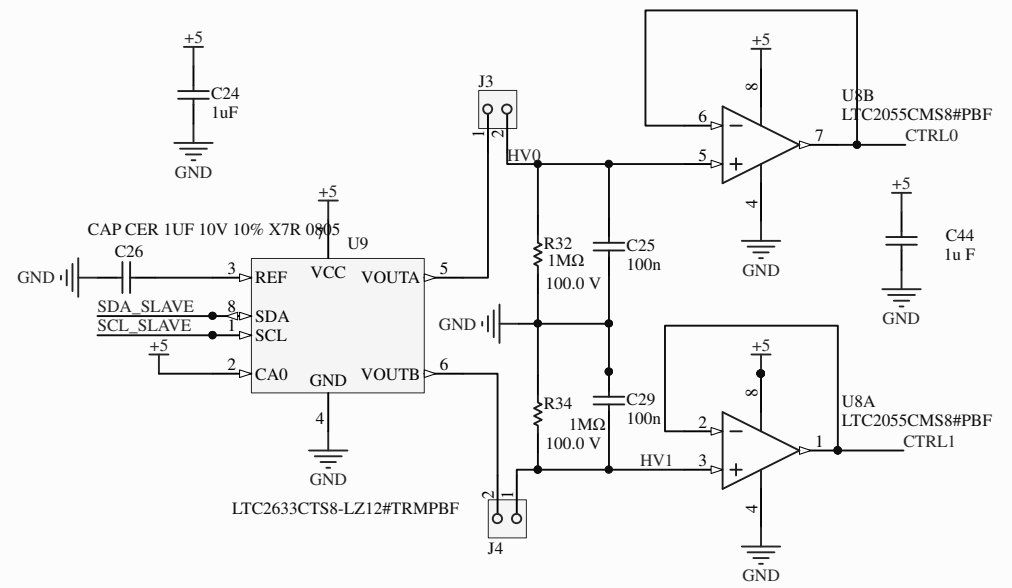 +5
C24
1uF
GND
J3
1
2
HV0
+5
8
U8B
LTC2055CMS8#PBF
6
5
7
CTRL0
4
GND
+5
C44
1u F
GND
+5
7
CAP CER 1UF 10V 10% X7R 0805
U9
C26
GND
3
REF
VCC
VOUTA
5
SDA_SLAVE
8
SDA
SCL_SLAVE
1
SCL
+5
2
CA0
GND
VOUTB
6
4
GND
LTC2633CTS8-LZ12#TRMPBF
R32
1MΩ
100.0 V
C25
100n
GND
R34
1MΩ
100.0 V
C29
100n
HV1
2
1
J4
+5
8
U8A
LTC2055CMS8#PBF
2
3
1
CTRL1
4
GND